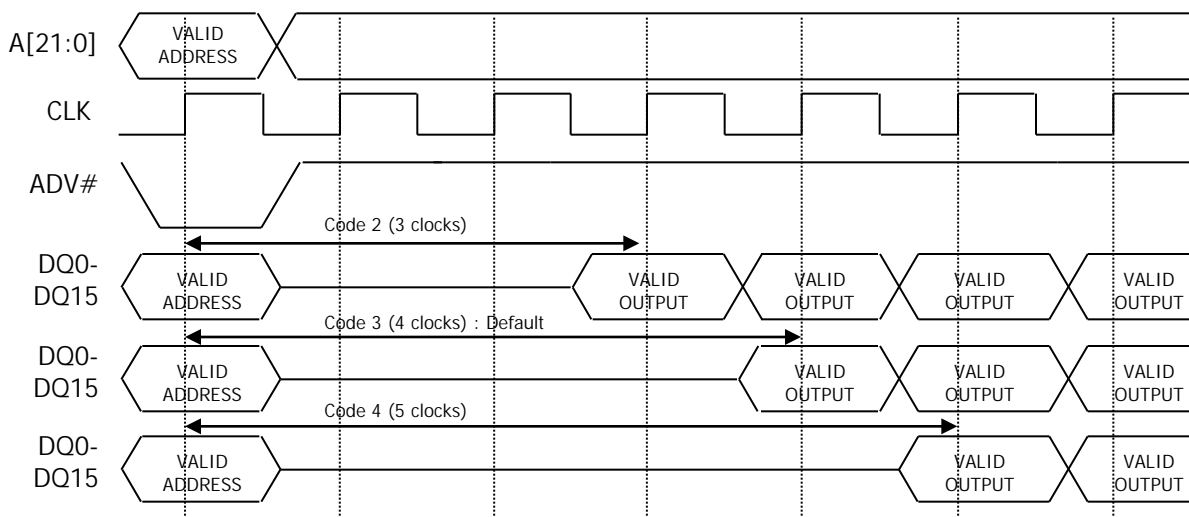 A[21:0]
VALID
ADDRESS
CLK
ADV#
Code 2 (3 clocks)
DQ0-
DQ15
VALID
ADDRESS
VALID
OUTPUT
VALID
OUTPUT
VALID
OUTPUT
VALID
OUTPUT
Code 3 (4 clocks) : Default
DQ0-
DQ15
VALID
ADDRESS
VALID
OUTPUT
VALID
OUTPUT
VALID
OUTPUT
Code 4 (5 clocks)
DQ0-
DQ15
VALID
ADDRESS
VALID
OUTPUT
VALID
OUTPUT